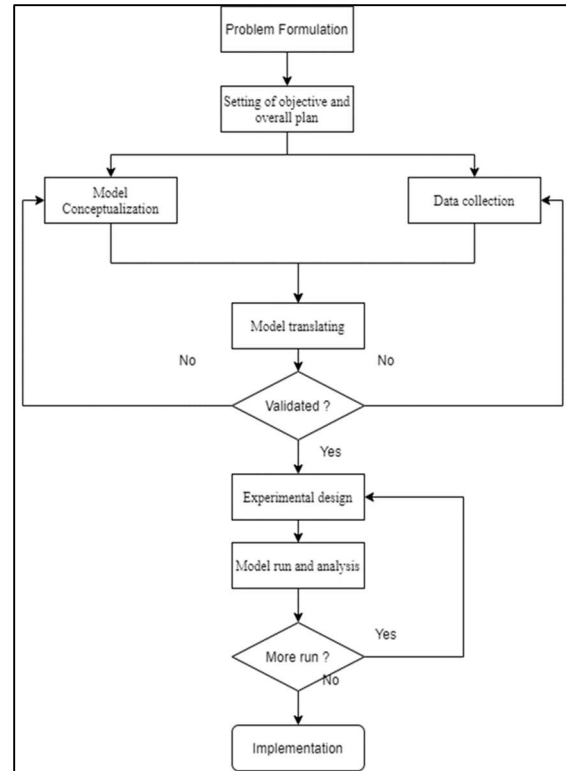 Problem Formulation
Setting of objective and
overall plan
Model
Conceptualization
Data collection
Model translating
No
No
Validated ?
Yes
Experimental design
Model run and analysis
Yes
More run ?
No
Implementation